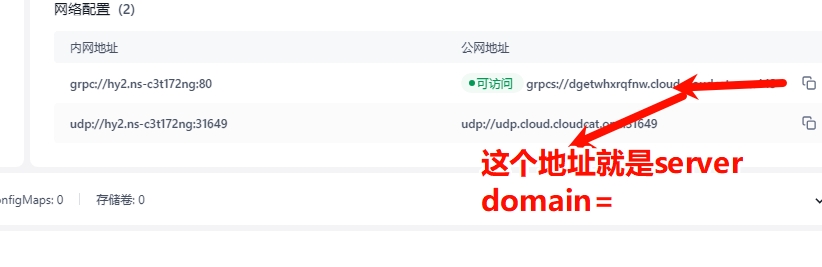 网络配置 (2)
内网地址 公网地址
grpc://hy2.ns-c3t172ng:80 可访问 grpcs://dgetwhxrqfnw.cloud
udp://hy2.ns-c3t172ng:31649 udp://udp.cloud.cloudcat.one:31649
这个地址就是server
domain=
onfigMaps: 0 存储卷: 0